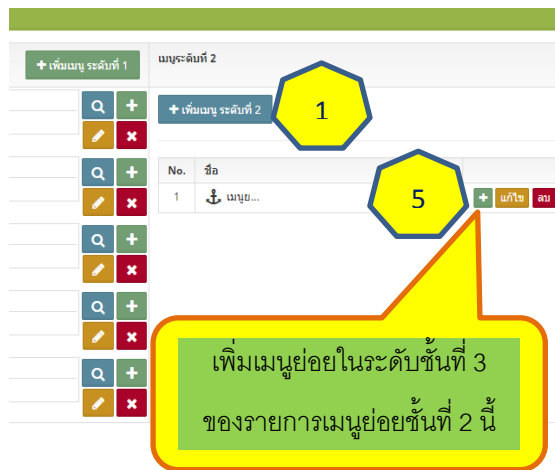 + เพิ่มเมนู ระดับที่ 1
เมนูระดับที่ 2
+ เพิ่มเมนู ระดับที่ 2
1
No. ชื่อ
1 เมนูย...
5
+ แก้ไข ลบ
เพิ่มเมนูย่อยในระดับชั้นที่ 3
ของรายการเมนูย่อยชั้นที่ 2 นี้